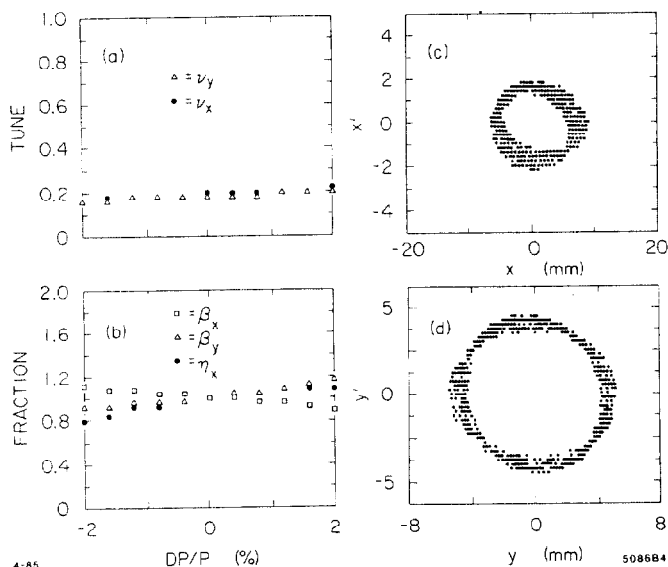 (a)
△ = νy
● = νx
TUNE
1.0
0.8
0.6
0.4
0.2
0
(b)
□ = βx
△ = βy
● = ηx
FRACTION
2.0
1.6
1.2
0.8
0.4
0
-2
0
2
DP/P (%)
(c)
x'
4
2
0
-2
-4
-20
0
20
x (mm)
(d)
y'
5
0
-5
-8
0
8
y (mm)
4-85
5086B4